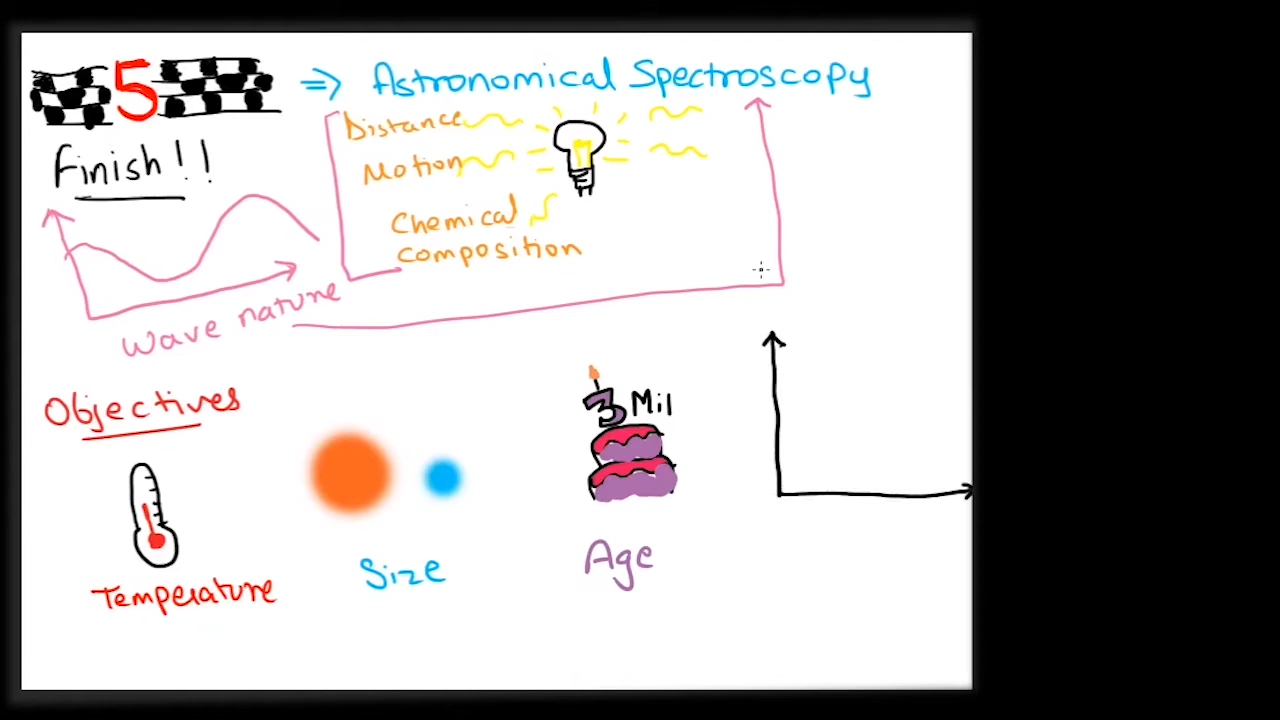 5 => Astronomical Spectroscopy
Finish!!
Distance
Motion
Chemical
composition
Wave nature
Objectives
3 Mil
Temperature
Size
Age